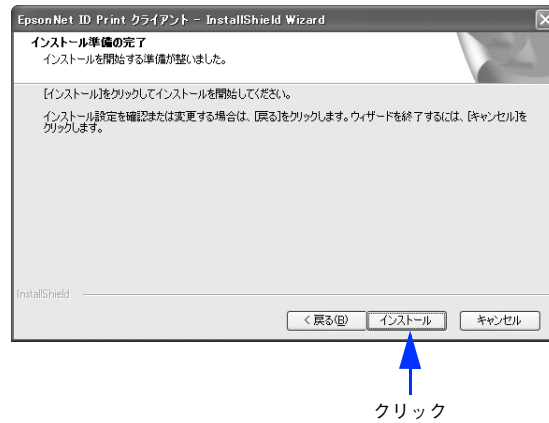 EpsonNet ID Print クライアント - InstallShield Wizard
インストール準備の完了
インストールを開始する準備が整いました。
[インストール]をクリックしてインストールを開始してください。
インストール設定を確認または変更する場合は、[戻る]をクリックします。ウィザードを終了するには、[キャンセル]を
クリックします。
InstallShield
< 戻る(B) インストール キャンセル
クリック